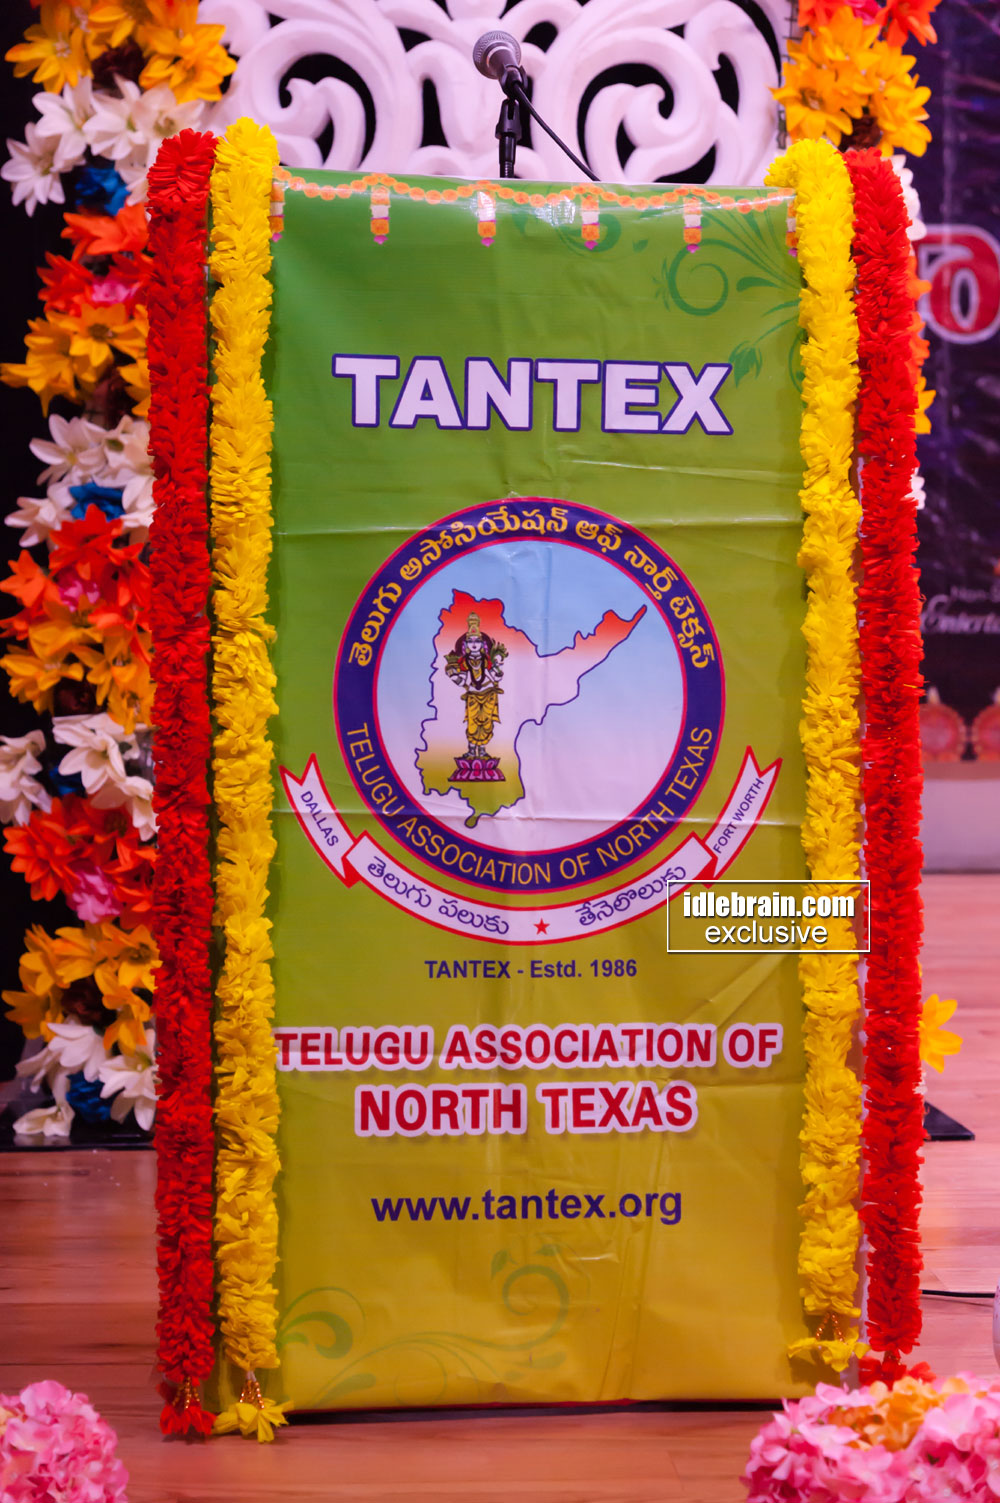 TANTEX
తెలుగు అసోసియేషన్ ఆఫ్ నార్త్ టెక్సస్
TELUGU ASSOCIATION OF NORTH TEXAS
DALLAS
తెలుగు పలుకు ★ తేనెలొలుకు
FORT WORTH
idlebrain.com
exclusive
TANTEX - Estd. 1986
TELUGU ASSOCIATION OF
NORTH TEXAS
www.tantex.org